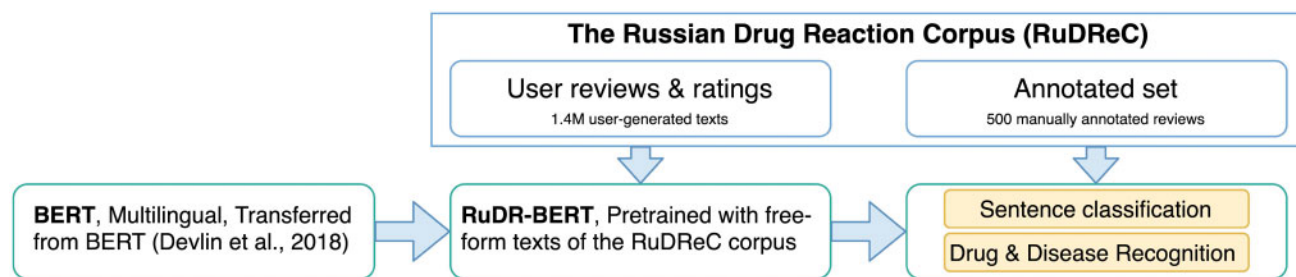 The Russian Drug Reaction Corpus (RuDReC)
User reviews & ratings
1.4M user-generated texts
Annotated set
500 manually annotated reviews
BERT, Multilingual, Transferred
from BERT (Devlin et al., 2018)
RuDR-BERT, Pretrained with free-
form texts of the RuDReC corpus
Sentence classification
Drug & Disease Recognition